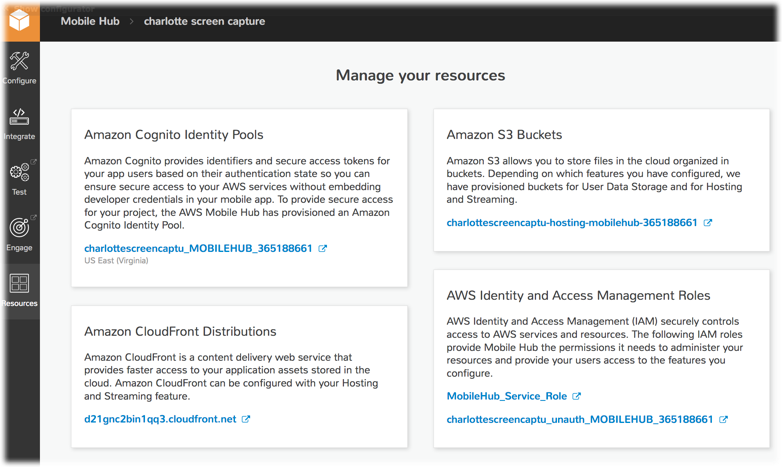 Mobile Hub > charlotte screen capture
Configure
Integrate
Test
Engage
Resources
Manage your resources
Amazon Cognito Identity Pools
Amazon Cognito provides identifiers and secure access tokens for
your app users based on their authentication state so you can
ensure secure access to your AWS services without embedding
developer credentials in your mobile app. To provide secure access
for your project, the AWS Mobile Hub has provisioned an Amazon
Cognito Identity Pool.
charlottescreencaptu_MOBILEHUB_365188661
US East (Virginia)
Amazon CloudFront Distributions
Amazon CloudFront is a content delivery web service that
provides faster access to your application assets stored in the
cloud. Amazon CloudFront can be configured with your Hosting
and Streaming feature.
d21gnc2bin1qq3.cloudfront.net
Amazon S3 Buckets
Amazon S3 allows you to store files in the cloud organized in
buckets. Depending on which features you have configured, we
have provisioned buckets for User Data Storage and for Hosting
and Streaming.
charlottescreencaptu-hosting-mobilehub-365188661
AWS Identity and Access Management Roles
AWS Identity and Access Management (IAM) securely controls
access to AWS services and resources. The following IAM roles
provide Mobile Hub the permissions it needs to administer your
resources and provide your users access to the features you
configure.
MobileHub_Service_Role
charlottescreencaptu_unauth_MOBILEHUB_365188661